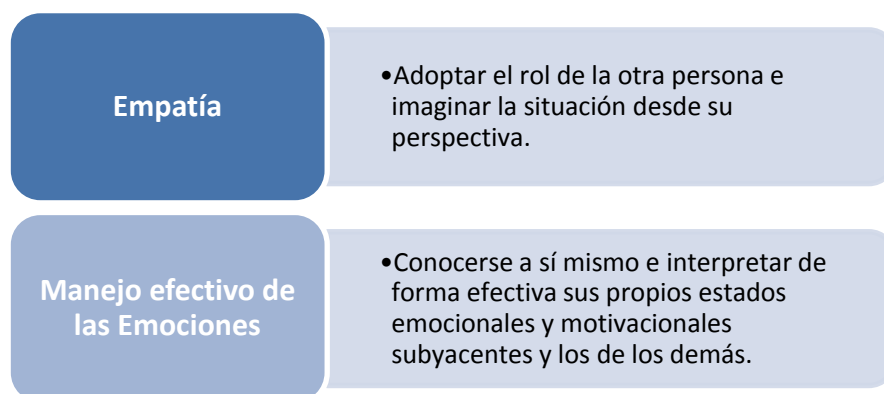 Empatía
•Adoptar el rol de la otra persona e
imaginar la situación desde su
perspectiva.
Manejo efectivo de
las Emociones
•Conocerse a sí mismo e interpretar de
forma efectiva sus propios estados
emocionales y motivacionales
subyacentes y los de los demás.